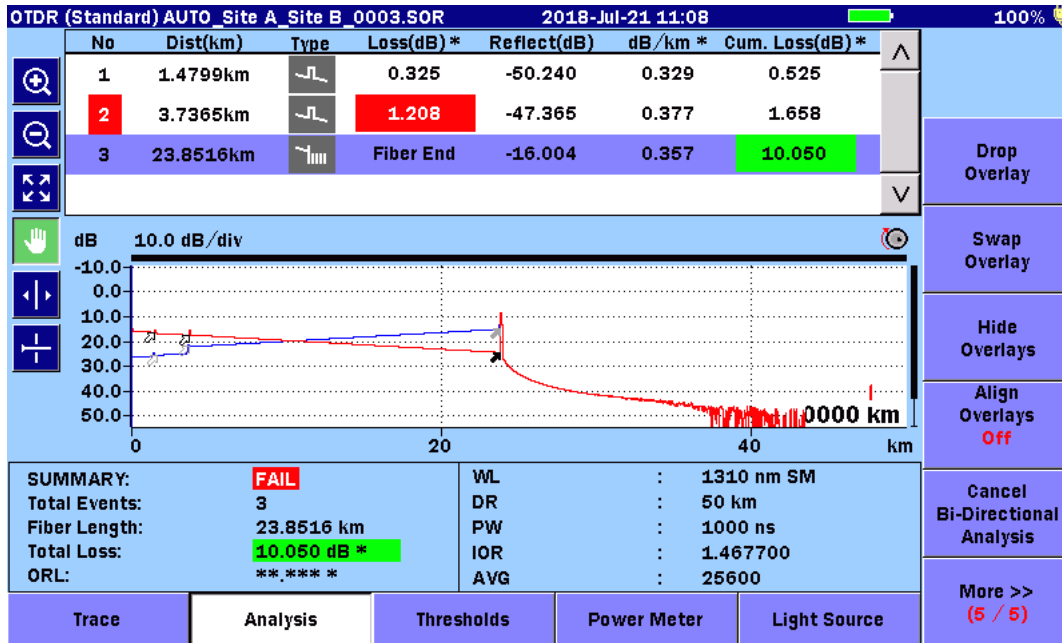 OTDR (Standard) AUTO_Site A_Site B_0003.SOR 2018-Jul-21 11:08 100%
No Dist(km) Type Loss(dB) * Reflect(dB) dB/km * Cum. Loss(dB) *
1 1.4799km 0.325 -50.240 0.329 0.525
2 3.7365km 1.208 -47.365 0.377 1.658
3 23.8516km Fiber End -16.004 0.357 10.050
dB 10.0 dB/div
-10.0
0.0
10.0
20.0
30.0
40.0
50.0
0000 km
0 20 40 km
SUMMARY: FAIL
Total Events: 3
Fiber Length: 23.8516 km
Total Loss: 10.050 dB *
ORL: **.*** *
WL : 1310 nm SM
DR : 50 km
PW : 1000 ns
IOR : 1.467700
AVG : 25600
Drop
Overlay
Swap
Overlay
Hide
Overlays
Align
Overlays
Off
Cancel
Bi-Directional
Analysis
More >>
(5 / 5)
Trace Analysis Thresholds Power Meter Light Source